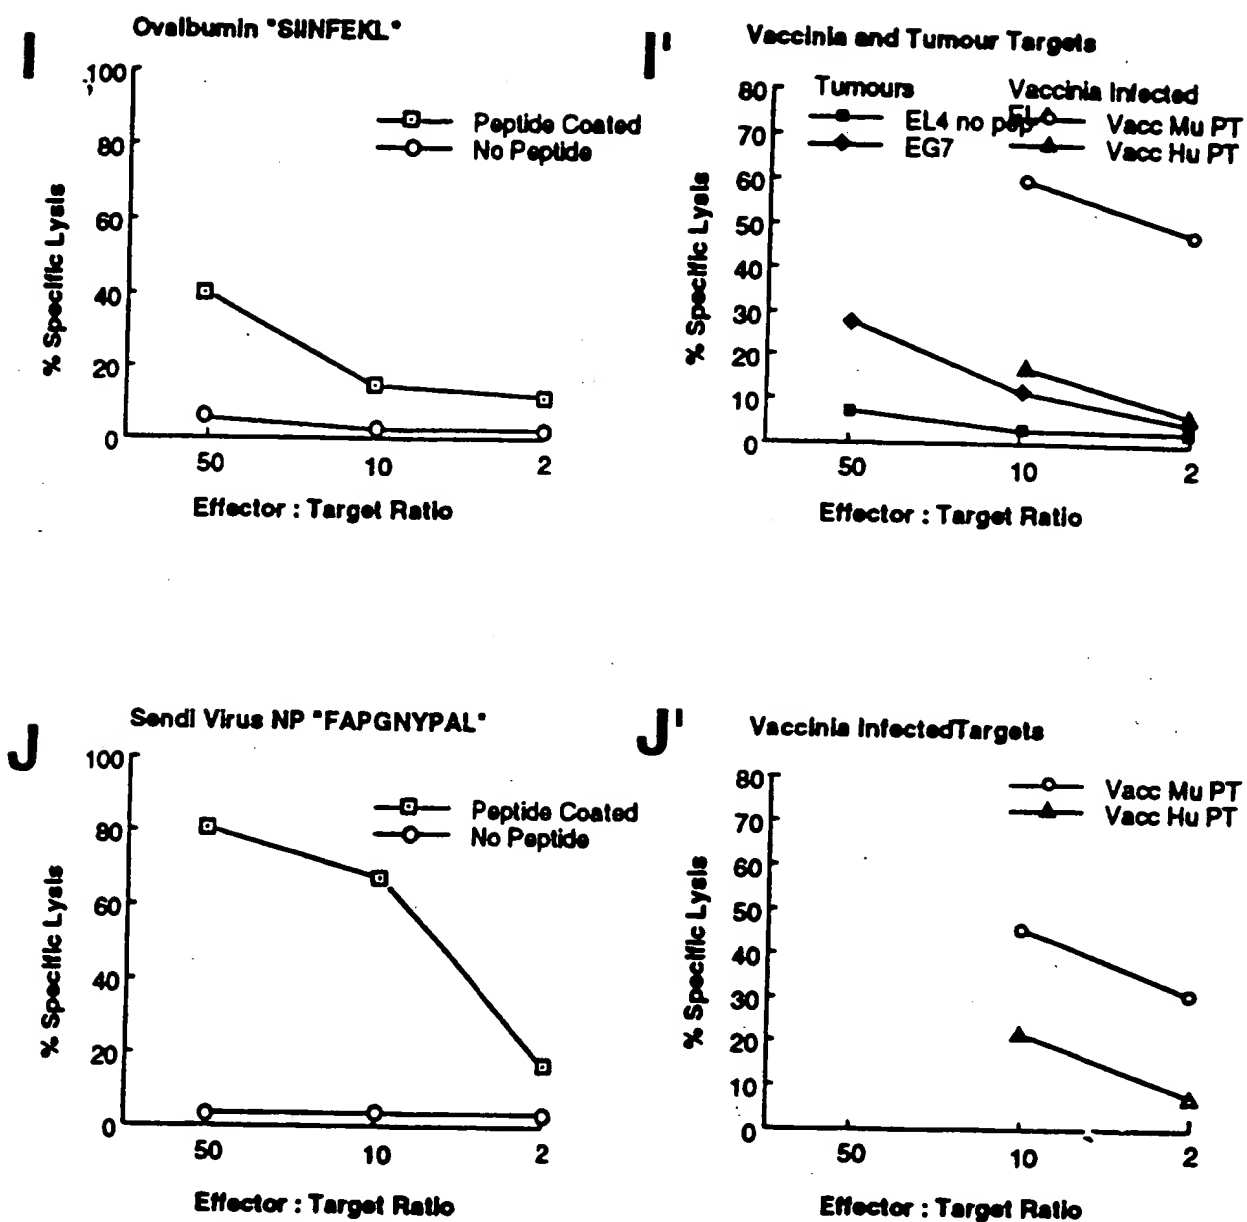 I
Ovalbumin "SIINFEKL"
% Specific Lysis
100
80
60
40
20
0
50
10
2
Effector : Target Ratio
Peptide Coated
No Peptide
I'
Vaccinia and Tumour Targets
% Specific Lysis
80
70
60
50
40
30
20
10
0
50
10
2
Effector : Target Ratio
Tumours
EL4 no pep
EG7
Vaccinia Infected
Vacc Mu PT
Vacc Hu PT
J
Sendi Virus NP "FAPGNYPAL"
% Specific Lysis
100
80
60
40
20
0
50
10
2
Effector : Target Ratio
Peptide Coated
No Peptide
J'
Vaccinia InfectedTargets
% Specific Lysis
80
70
60
50
40
30
20
10
0
50
10
2
Effector : Target Ratio
Vacc Mu PT
Vacc Hu PT